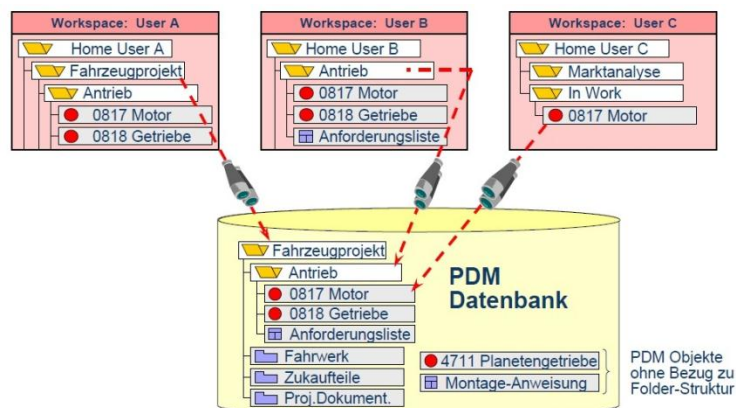 Workspace: User A
Home User A
Fahrzeugprojekt
Antrieb
0817 Motor
0818 Getriebe
Workspace: User B
Home User B
Antrieb
0817 Motor
0818 Getriebe
Anforderungsliste
Workspace: User C
Home User C
Marktanalyse
In Work
0817 Motor
Fahrzeugprojekt
Antrieb
0817 Motor
0818 Getriebe
Anforderungsliste
Fahrwerk
Zukaufteile
Proj.Dokument.
PDM
Datenbank
4711 Planetengetriebe
Montage-Anweisung
PDM Objekte
ohne Bezug zu
Folder-Struktur